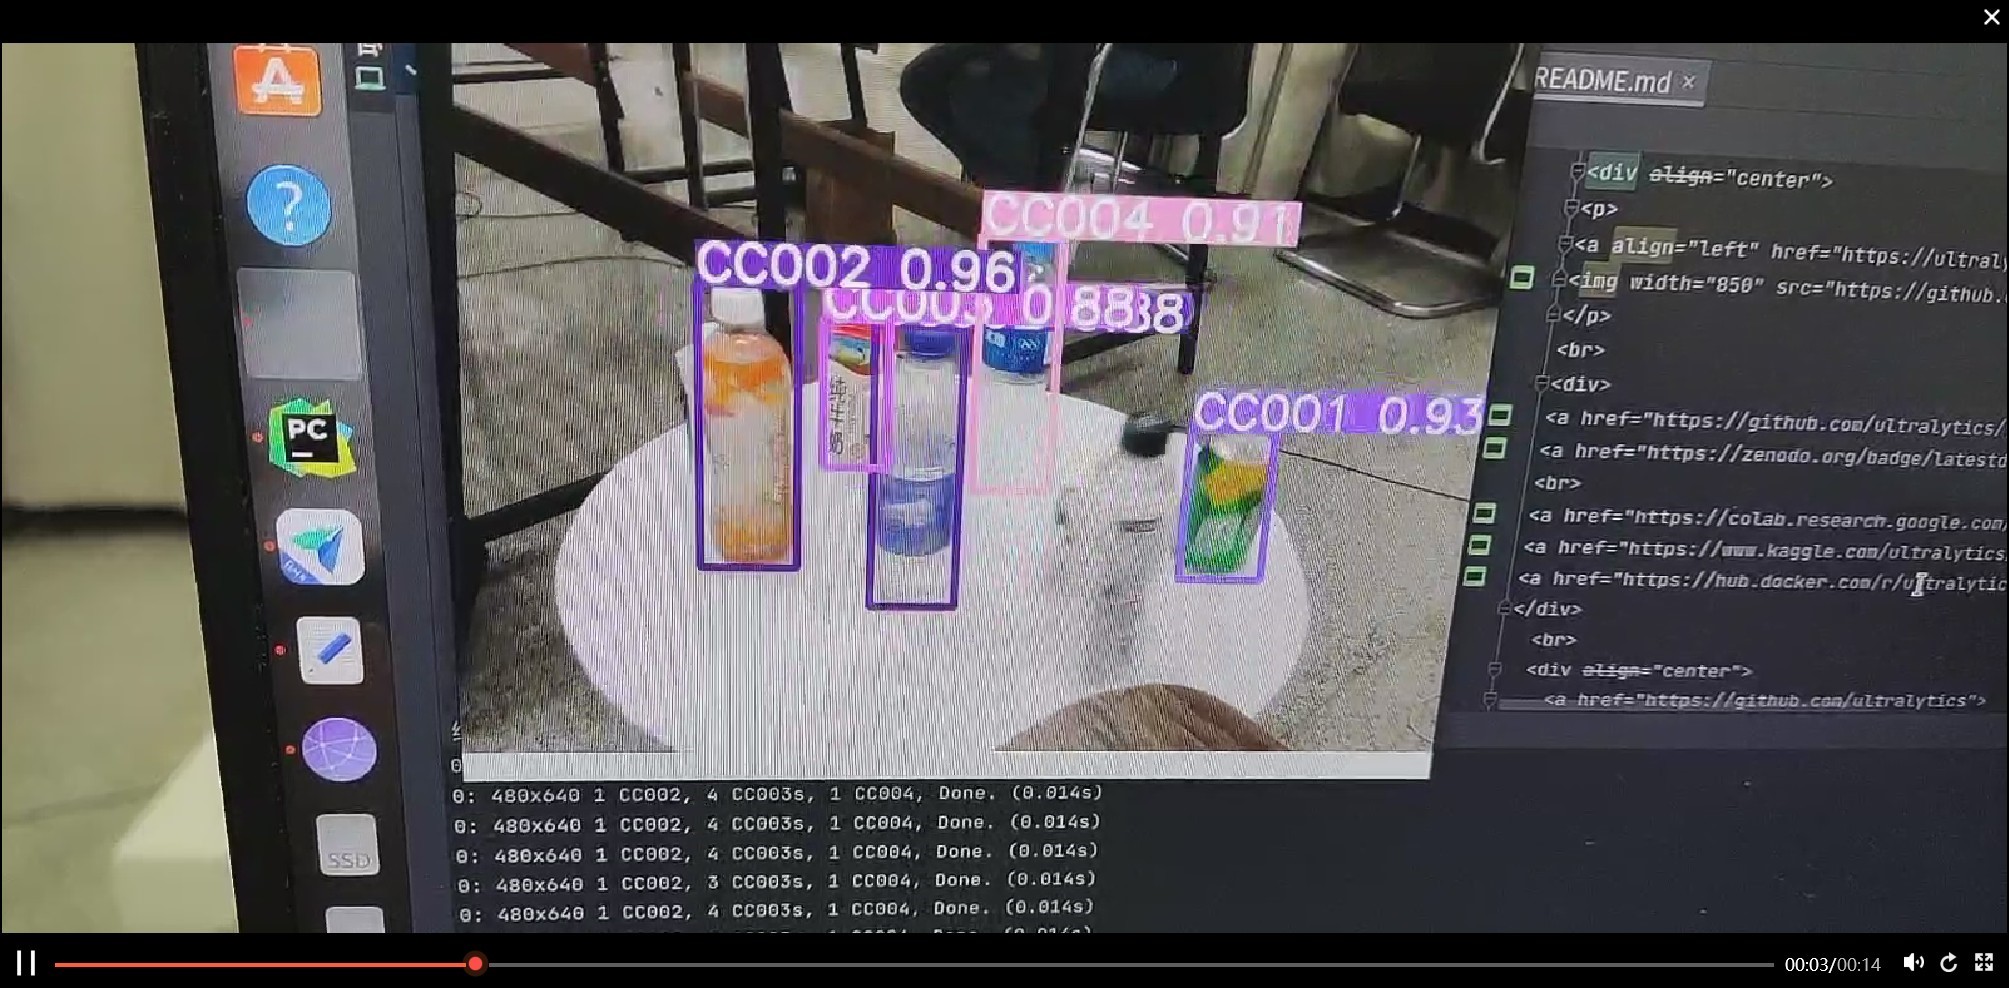 README.md ×
<div align="center">
<p>
<a align="left" href="https://ultraly
<img width="850" src="https://github.
</p>
<br>
<div>
<a href="https://github.com/ultralytics/
<a href="https://zenodo.org/badge/latestd
<br>
<a href="https://colab.research.google.com/
<a href="https://www.kaggle.com/ultralytics
<a href="https://hub.docker.com/r/ultralytic
</div>
<br>
<div align="center">
<a href="https://github.com/ultralytics">
CC004 0.91
CC002 0.96
CC003 0.88
CC001 0.93
?
PC
SSD
0: 480x640 1 CC002, 4 CC003s, 1 CC004, Done. (0.014s)
0: 480x640 1 CC002, 4 CC003s, 1 CC004, Done. (0.014s)
0: 480x640 1 CC002, 4 CC003s, 1 CC004, Done. (0.014s)
0: 480x640 1 CC002, 3 CC003s, 1 CC004, Done. (0.014s)
0: 480x640 1 CC002, 4 CC003s, 1 CC004, Done. (0.014s)
00:03/00:14